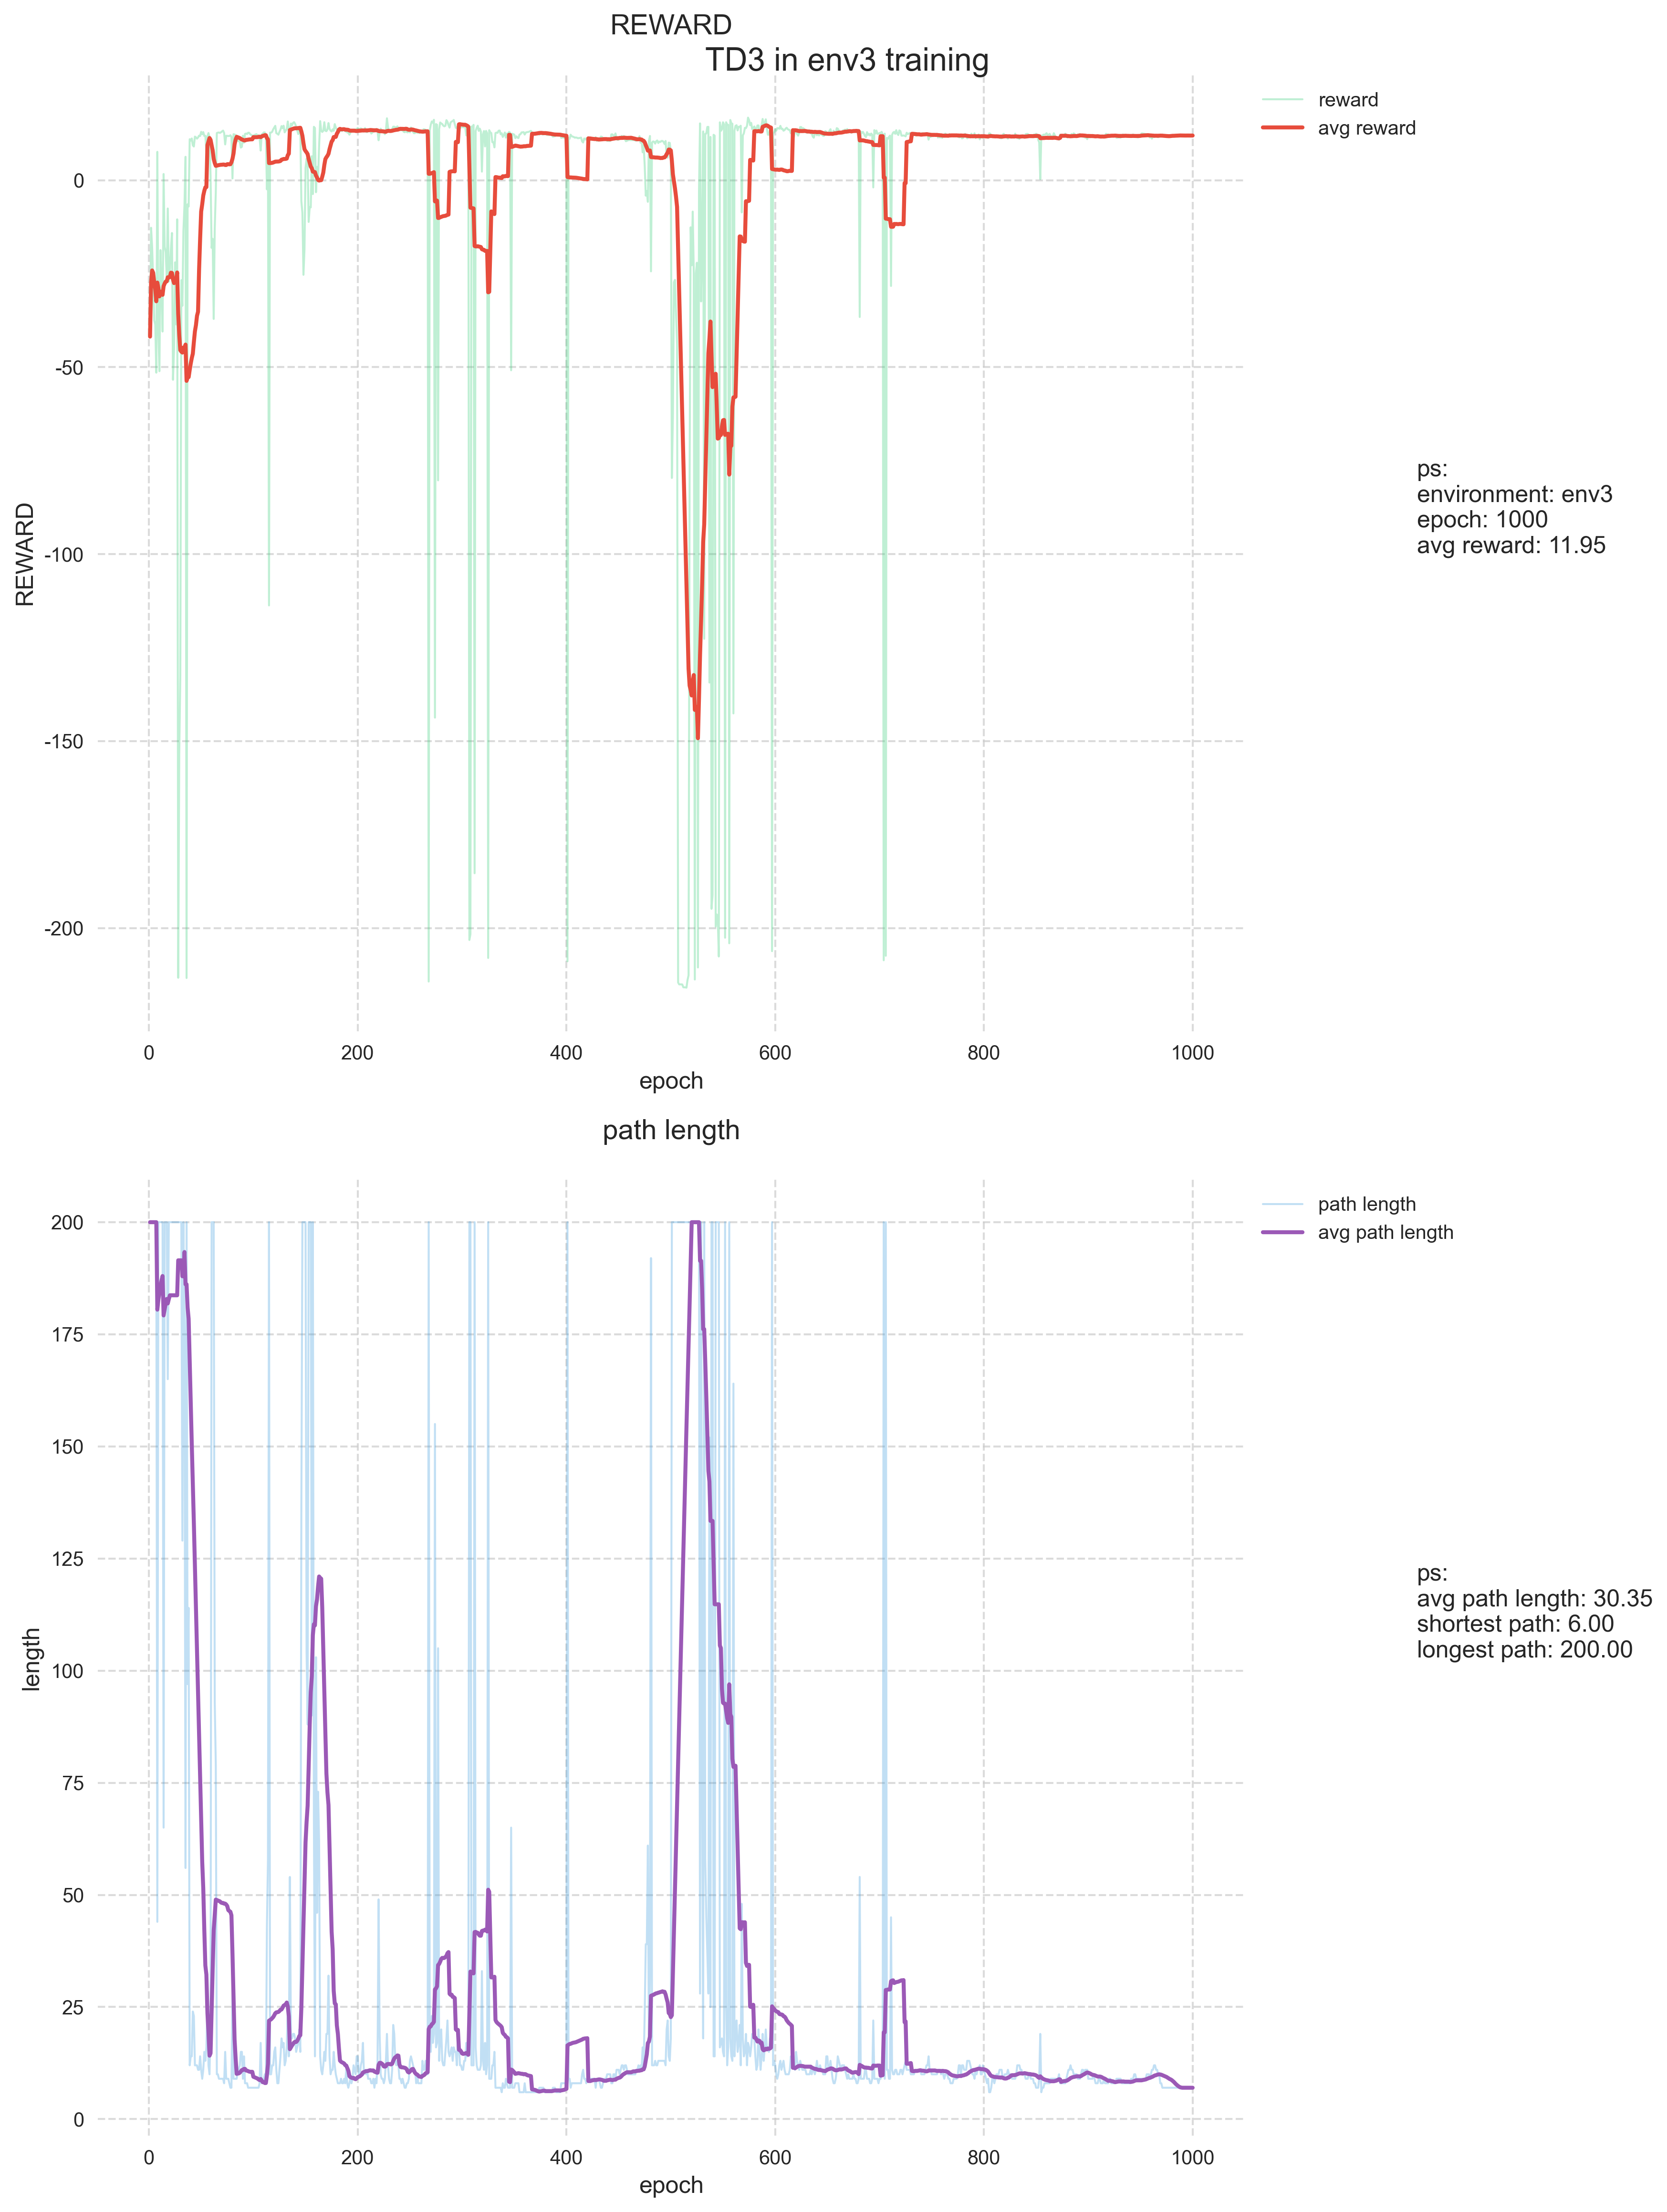 REWARD
TD3 in env3 training
reward
avg reward
0
-50
-100
-150
-200
REWARD
ps:
environment: env3
epoch: 1000
avg reward: 11.95
0
200
400
600
800
1000
epoch
path length
path length
avg path length
200
175
150
125
100
75
50
25
0
length
ps:
avg path length: 30.35
shortest path: 6.00
longest path: 200.00
0
200
400
600
800
1000
epoch